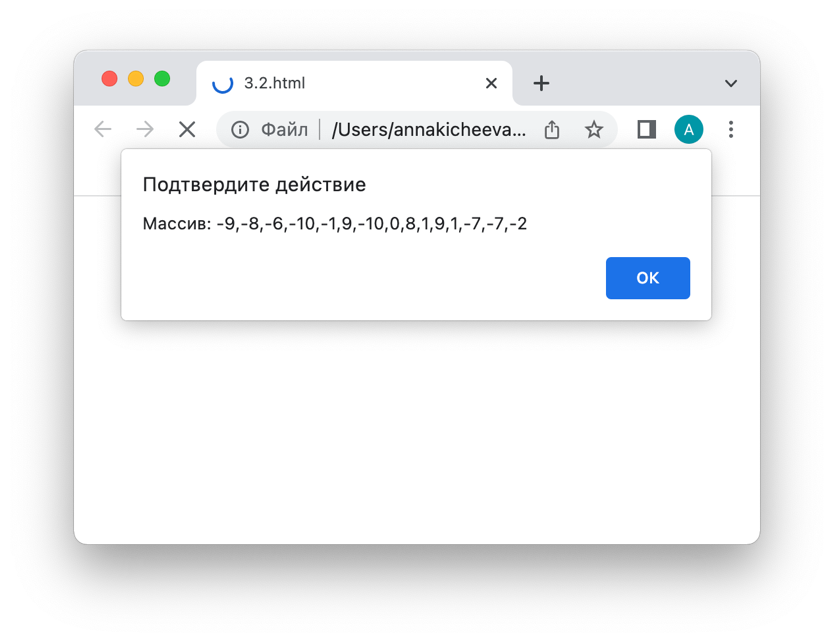 3.2.html
Файл /Users/annakicheeva... A
Подтвердите действие
Массив: -9,-8,-6,-10,-1,9,-10,0,8,1,9,1,-7,-7,-2
ОК